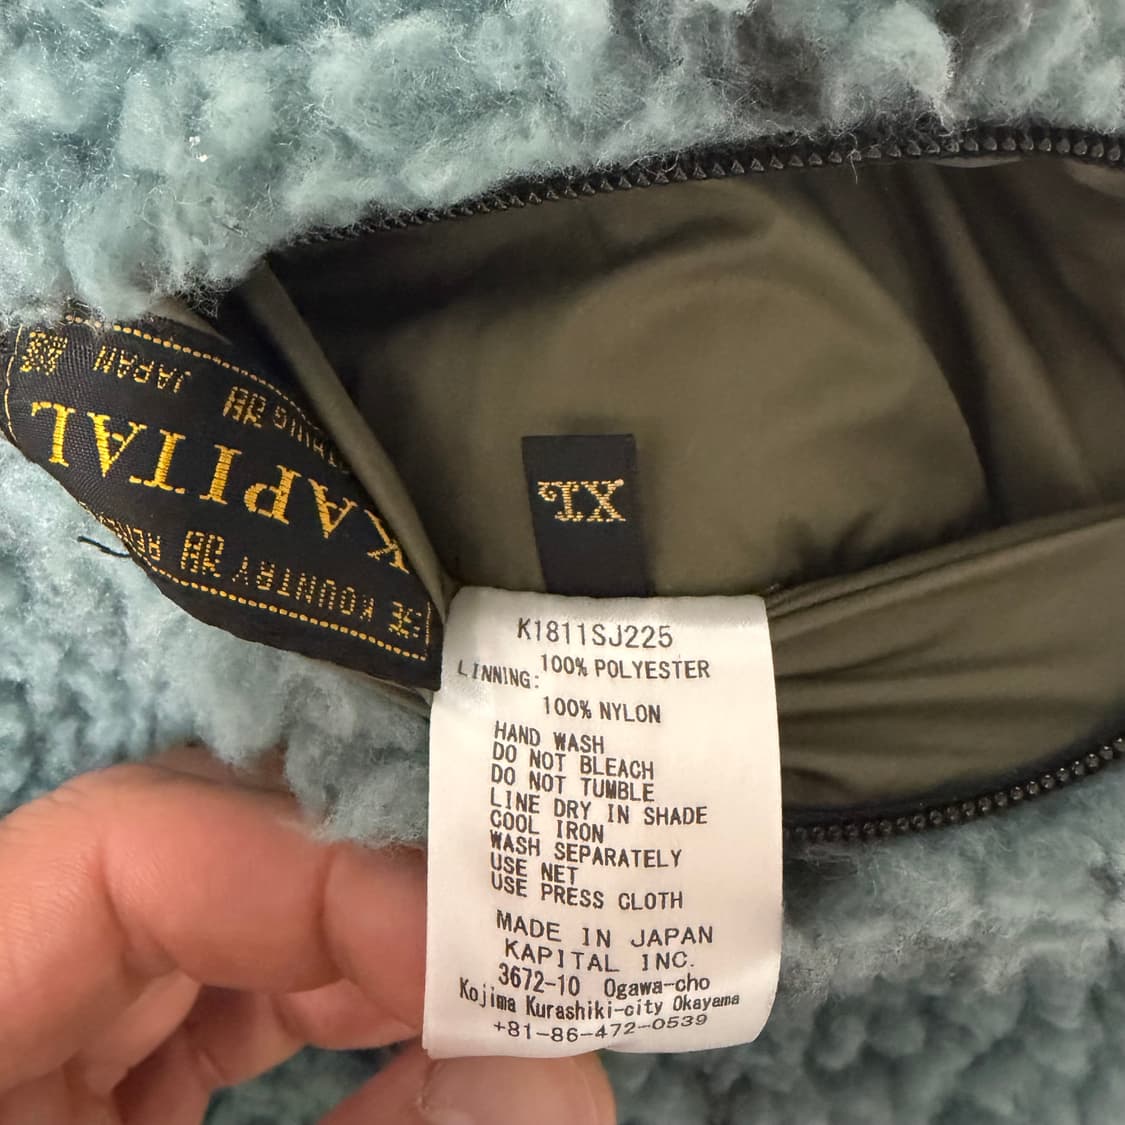 KAPITAL
KOUNTRY
JAPAN
XL
K1811SJ225
100% POLYESTER
LINNING:
100% NYLON
HAND WASH
DO NOT BLEACH
DO NOT TUMBLE
LINE DRY IN SHADE
COOL IRON
WASH SEPARATELY
USE NET
USE PRESS CLOTH
MADE IN JAPAN
KAPITAL INC.
3672-10 Ogawa-cho
Kojima Kurashiki-city Okayama
+81-86-472-0539